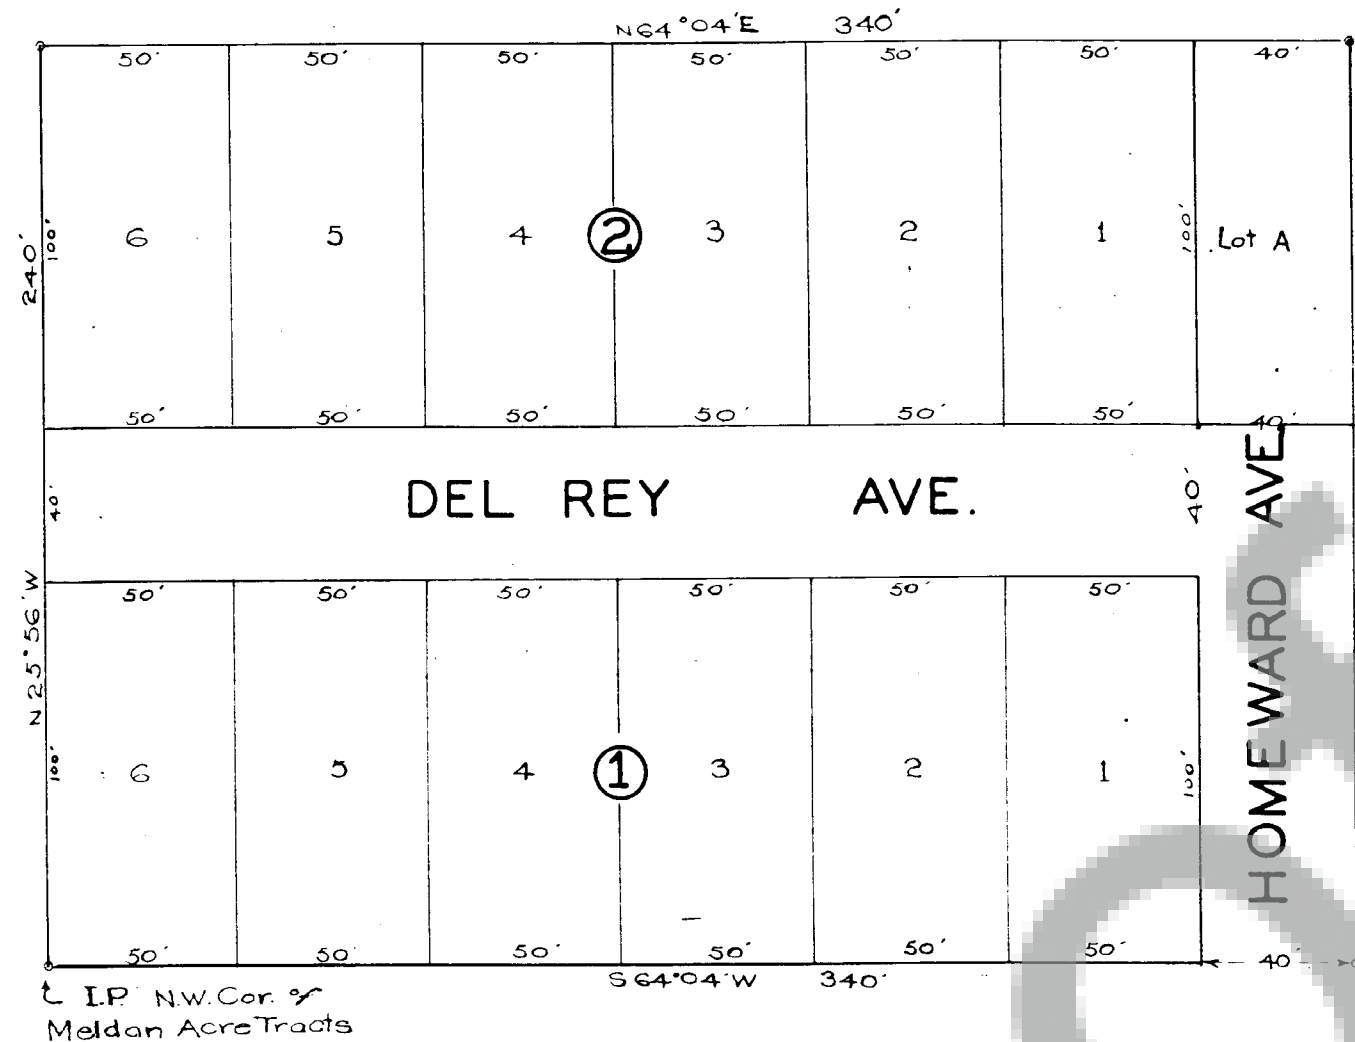 N64°04'E 340'
50' 50' 50' 50' 50' 50' 40'
240'
100'
6 5 4 2 3 2 1
100'
Lot A
50' 50' 50' 50' 50' 50' 40'
40'
DEL REY AVE.
40'
HOMEWARD AVE.
50' 50' 50' 50' 50' 50'
N 25°56'W
100'
6 5 4 1 3 2 1
100'
50' 50' 50' 50' 50' 50' 40'
S 64°04'W 340'
I.P. N.W. Cor. of
Meldan Acre Tracts